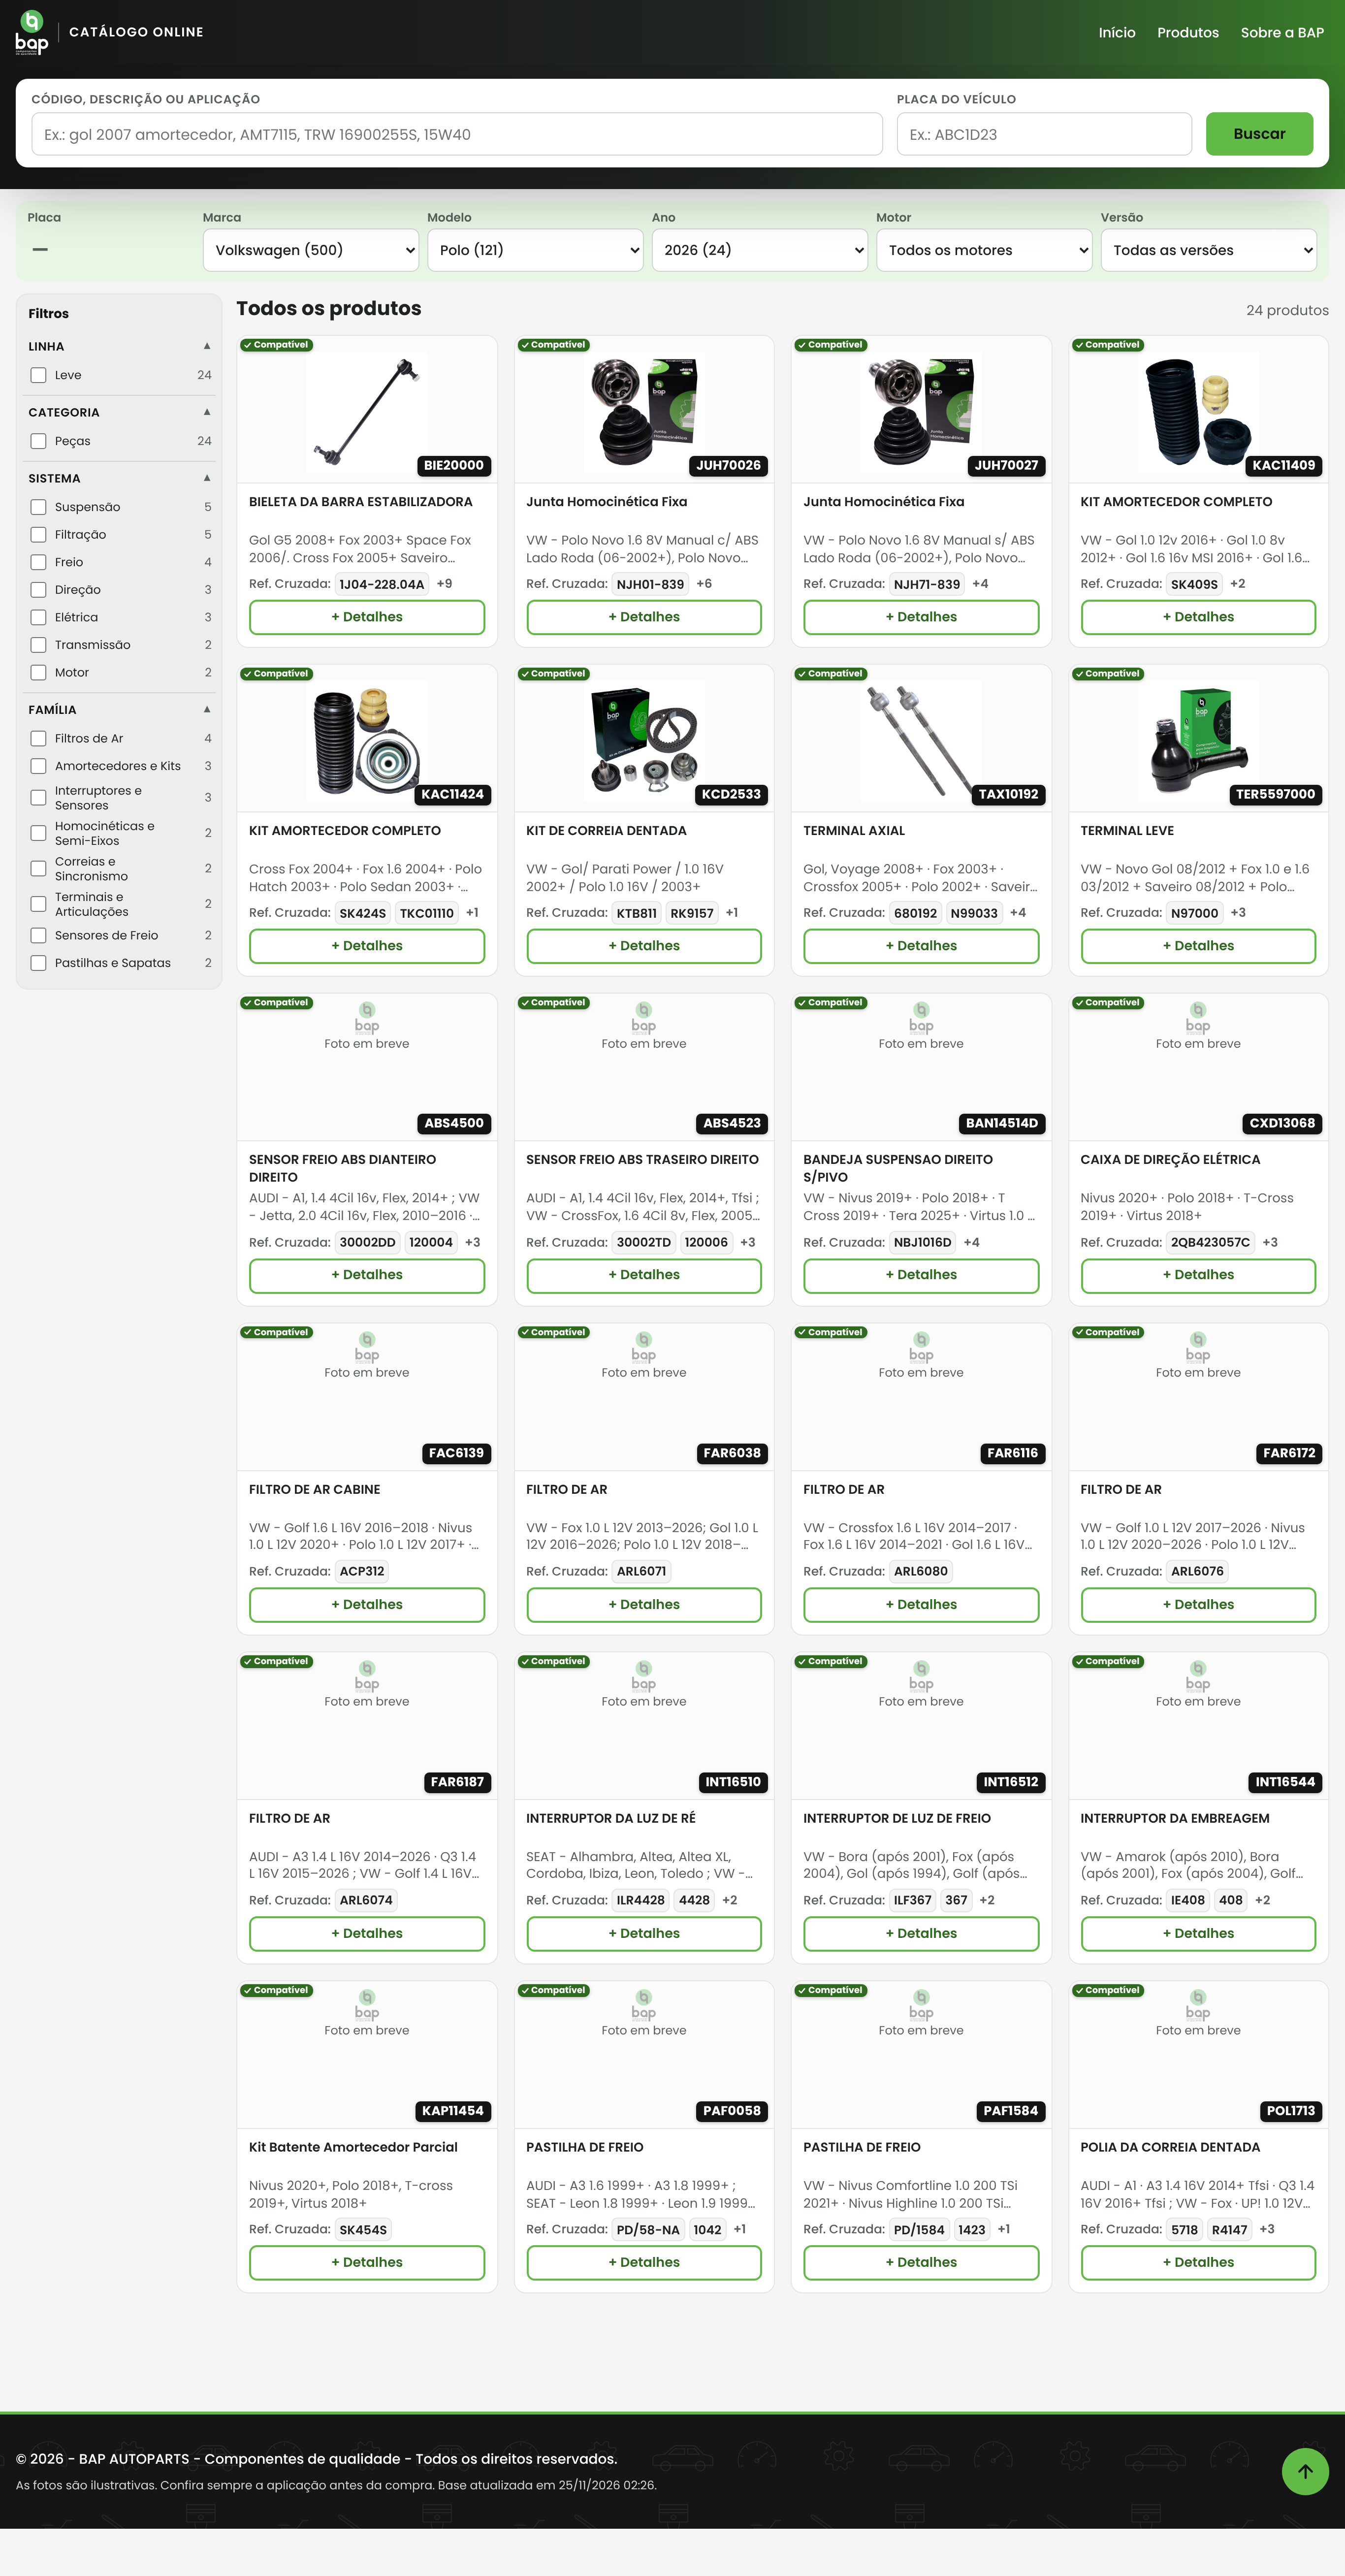 bap
CATÁLOGO ONLINE
Início Produtos Sobre a BAP
CÓDIGO, DESCRIÇÃO OU APLICAÇÃO
Ex.: gol 2007 amortecedor, AMT7115, TRW 16900255S, 15W40
PLACA DO VEÍCULO
Ex.: ABC1D23
Buscar
Placa
—
Marca
Volkswagen (500)
Modelo
Polo (121)
Ano
2026 (24)
Motor
Todos os motores
Versão
Todas as versões
Filtros
LINHA
Leve 24
CATEGORIA
Peças 24
SISTEMA
Suspensão 5
Filtração 5
Freio 4
Direção 3
Elétrica 3
Transmissão 2
Motor 2
FAMÍLIA
Filtros de Ar 4
Amortecedores e Kits 3
Interruptores e
Sensores 3
Homocinéticas e
Semi-Eixos 2
Correias e
Sincronismo 2
Terminais e
Articulações 2
Sensores de Freio 2
Pastilhas e Sapatas 2
Todos os produtos
24 produtos
Compatível
BIE20000
BIELETA DA BARRA ESTABILIZADORA
Gol G5 2008+ Fox 2003+ Space Fox
2006/. Cross Fox 2005+ Saveiro...
Ref. Cruzada: 1J04-228.04A +9
+ Detalhes
Compatível
bap
Junta
Homocinética
JUH70026
Junta Homocinética Fixa
VW - Polo Novo 1.6 8V Manual c/ ABS
Lado Roda (06-2002+), Polo Novo...
Ref. Cruzada: NJH01-839 +6
+ Detalhes
Compatível
bap
Junta
Homocinética
JUH70027
Junta Homocinética Fixa
VW - Polo Novo 1.6 8V Manual s/ ABS
Lado Roda (06-2002+), Polo Novo...
Ref. Cruzada: NJH71-839 +4
+ Detalhes
Compatível
KAC11409
KIT AMORTECEDOR COMPLETO
VW - Gol 1.0 12v 2016+ · Gol 1.0 8v
2012+ · Gol 1.6 16v MSI 2016+ · Gol 1.6...
Ref. Cruzada: SK409S +2
+ Detalhes
Compatível
KAC11424
KIT AMORTECEDOR COMPLETO
Cross Fox 2004+ · Fox 1.6 2004+ · Polo
Hatch 2003+ · Polo Sedan 2003+ ·...
Ref. Cruzada: SK424S TKC01110 +1
+ Detalhes
Compatível
bap
KCD2533
KIT DE CORREIA DENTADA
VW - Gol/ Parati Power / 1.0 16V
2002+ / Polo 1.0 16V / 2003+
Ref. Cruzada: KTB811 RK9157 +1
+ Detalhes
Compatível
TAX10192
TERMINAL AXIAL
Gol, Voyage 2008+ · Fox 2003+ ·
Crossfox 2005+ · Polo 2002+ · Saveir...
Ref. Cruzada: 680192 N99033 +4
+ Detalhes
Compatível
bap
TER5597000
TERMINAL LEVE
VW - Novo Gol 08/2012 + Fox 1.0 e 1.6
03/2012 + Saveiro 08/2012 + Polo...
Ref. Cruzada: N97000 +3
+ Detalhes
Compatível
bap
Foto em breve
ABS4500
SENSOR FREIO ABS DIANTEIRO
DIREITO
AUDI - A1, 1.4 4Cil 16v, Flex, 2014+ ; VW
- Jetta, 2.0 4Cil 16v, Flex, 2010–2016 ·...
Ref. Cruzada: 30002DD 120004 +3
+ Detalhes
Compatível
bap
Foto em breve
ABS4523
SENSOR FREIO ABS TRASEIRO DIREITO
AUDI - A1, 1.4 4Cil 16v, Flex, 2014+, Tfsi ;
VW - CrossFox, 1.6 4Cil 8v, Flex, 2005...
Ref. Cruzada: 30002TD 120006 +3
+ Detalhes
Compatível
bap
Foto em breve
BAN14514D
BANDEJA SUSPENSAO DIREITO
S/PIVO
VW - Nivus 2019+ · Polo 2018+ · T
Cross 2019+ · Tera 2025+ · Virtus 1.0 ...
Ref. Cruzada: NBJ1016D +4
+ Detalhes
Compatível
bap
Foto em breve
CXD13068
CAIXA DE DIREÇÃO ELÉTRICA
Nivus 2020+ · Polo 2018+ · T-Cross
2019+ · Virtus 2018+
Ref. Cruzada: 2QB423057C +3
+ Detalhes
Compatível
bap
Foto em breve
FAC6139
FILTRO DE AR CABINE
VW - Golf 1.6 L 16V 2016–2018 · Nivus
1.0 L 12V 2020+ · Polo 1.0 L 12V 2017+ ·...
Ref. Cruzada: ACP312
+ Detalhes
Compatível
bap
Foto em breve
FAR6038
FILTRO DE AR
VW - Fox 1.0 L 12V 2013–2026; Gol 1.0 L
12V 2016–2026; Polo 1.0 L 12V 2018–...
Ref. Cruzada: ARL6071
+ Detalhes
Compatível
bap
Foto em breve
FAR6116
FILTRO DE AR
VW - Crossfox 1.6 L 16V 2014–2017 ·
Fox 1.6 L 16V 2014–2021 · Gol 1.6 L 16V...
Ref. Cruzada: ARL6080
+ Detalhes
Compatível
bap
Foto em breve
FAR6172
FILTRO DE AR
VW - Golf 1.0 L 12V 2017–2026 · Nivus
1.0 L 12V 2020–2026 · Polo 1.0 L 12V...
Ref. Cruzada: ARL6076
+ Detalhes
Compatível
bap
Foto em breve
FAR6187
FILTRO DE AR
AUDI - A3 1.4 L 16V 2014–2026 · Q3 1.4
L 16V 2015–2026 ; VW - Golf 1.4 L 16V...
Ref. Cruzada: ARL6074
+ Detalhes
Compatível
bap
Foto em breve
INT16510
INTERRUPTOR DA LUZ DE RÉ
SEAT - Alhambra, Altea, Altea XL,
Cordoba, Ibiza, Leon, Toledo ; VW -...
Ref. Cruzada: ILR4428 4428 +2
+ Detalhes
Compatível
bap
Foto em breve
INT16512
INTERRUPTOR DE LUZ DE FREIO
VW - Bora (após 2001), Fox (após
2004), Gol (após 1994), Golf (após...
Ref. Cruzada: ILF367 367 +2
+ Detalhes
Compatível
bap
Foto em breve
INT16544
INTERRUPTOR DA EMBREAGEM
VW - Amarok (após 2010), Bora
(após 2001), Fox (após 2004), Golf...
Ref. Cruzada: IE408 408 +2
+ Detalhes
Compatível
bap
Foto em breve
KAP11454
Kit Batente Amortecedor Parcial
Nivus 2020+, Polo 2018+, T-cross
2019+, Virtus 2018+
Ref. Cruzada: SK454S
+ Detalhes
Compatível
bap
Foto em breve
PAF0058
PASTILHA DE FREIO
AUDI - A3 1.6 1999+ · A3 1.8 1999+ ;
SEAT - Leon 1.8 1999+ · Leon 1.9 1999...
Ref. Cruzada: PD/58-NA 1042 +1
+ Detalhes
Compatível
bap
Foto em breve
PAF1584
PASTILHA DE FREIO
VW - Nivus Comfortline 1.0 200 TSi
2021+ · Nivus Highline 1.0 200 TSi...
Ref. Cruzada: PD/1584 1423 +1
+ Detalhes
Compatível
bap
Foto em breve
POL1713
POLIA DA CORREIA DENTADA
AUDI - A1 · A3 1.4 16V 2014+ Tfsi · Q3 1.4
16V 2016+ Tfsi ; VW - Fox · UP! 1.0 12V...
Ref. Cruzada: 5718 R4147 +3
+ Detalhes
© 2026 - BAP AUTOPARTS - Componentes de qualidade - Todos os direitos reservados.
As fotos são ilustrativas. Confira sempre a aplicação antes da compra. Base atualizada em 25/11/2026 02:26.